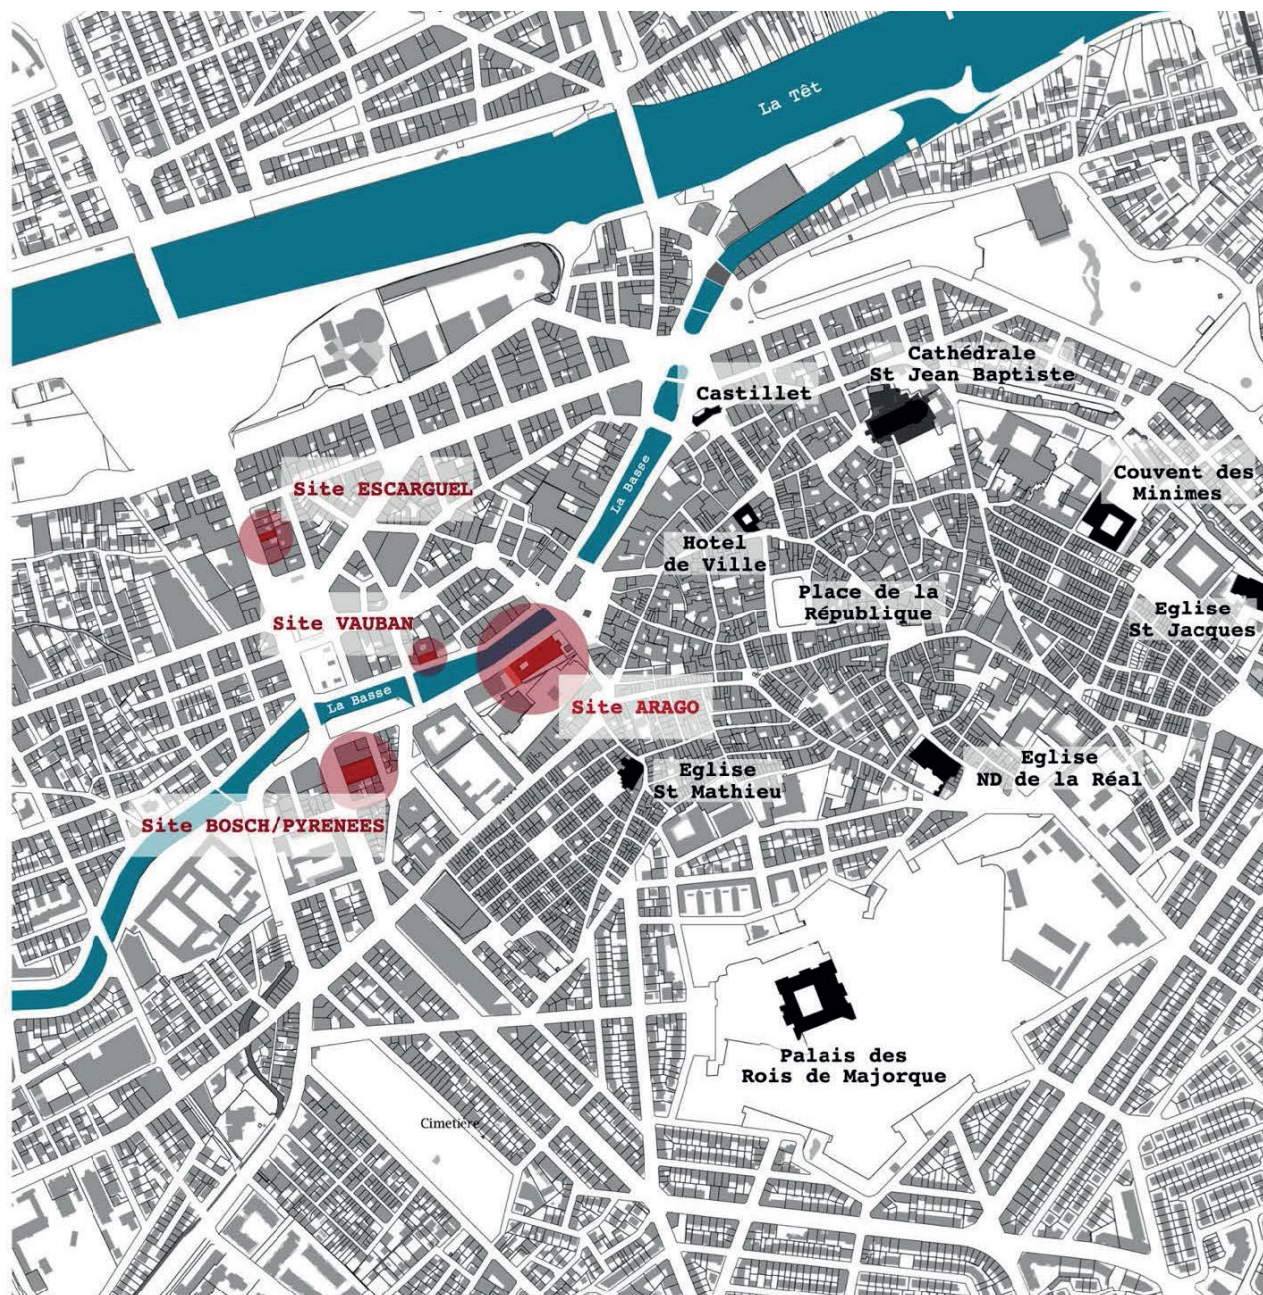 La Têt
Cathédrale
St Jean Baptiste
Castillet
La Basse
Couvent des
Minimes
Site ESCARGUEL
Hotel
de Ville
Place de la
République
Eglise
St Jacques
Site VAUBAN
La Basse
Site ARAGO
Eglise
St Mathieu
Eglise
ND de la Réal
Site BOSCH/PYRENEES
Palais des
Rois de Majorque
Cimetière